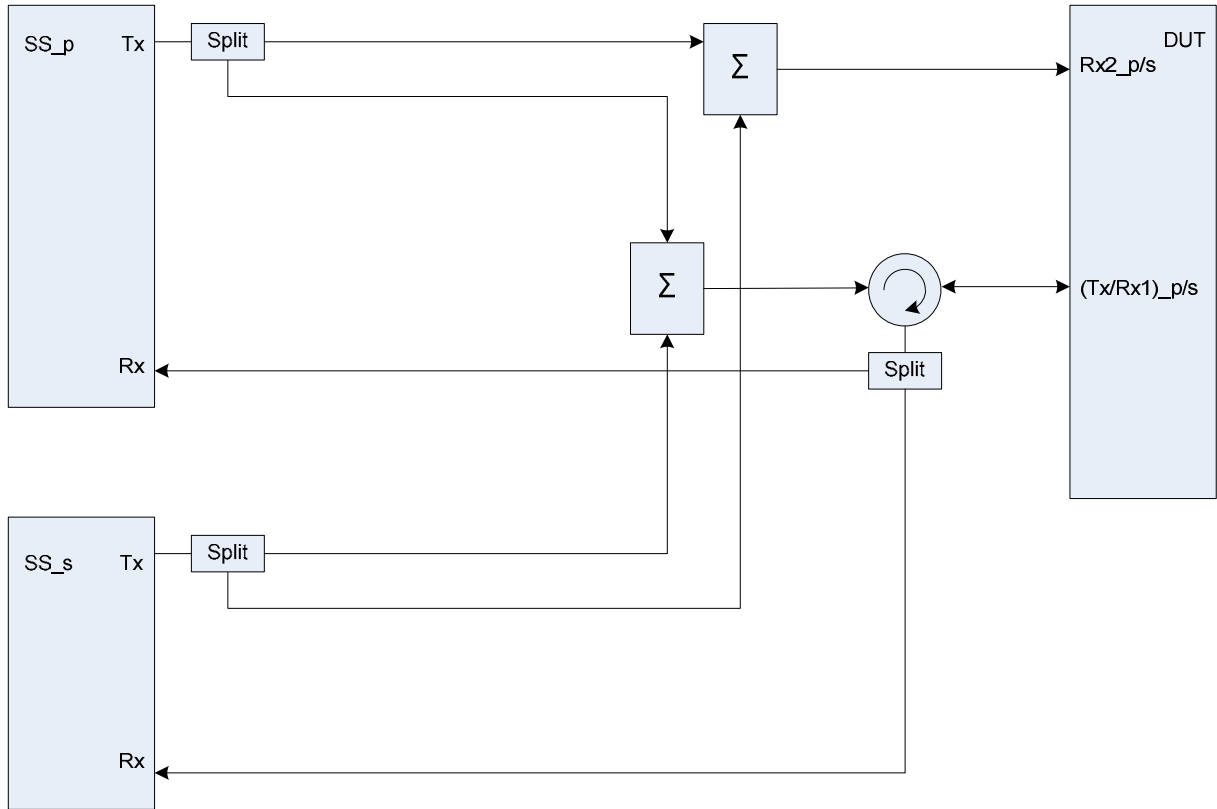 SS_p
Tx
Split
Σ
DUT
Rx2_p/s
Σ
(Tx/Rx1)_p/s
Rx
Split
SS_s
Tx
Split
Rx